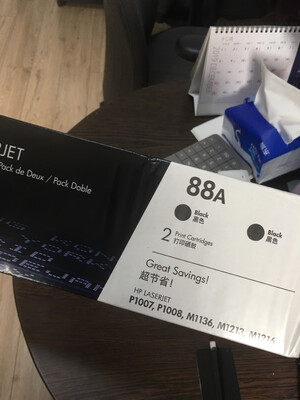 RJET
Pack de Deux / Pack Doble
88A
Black
黑色
Black
黑色
2 Print Cartridges
打印硒鼓
Great Savings!
超节省!
HP LASERJET
P1007, P1008, M1136, M1213, M1216